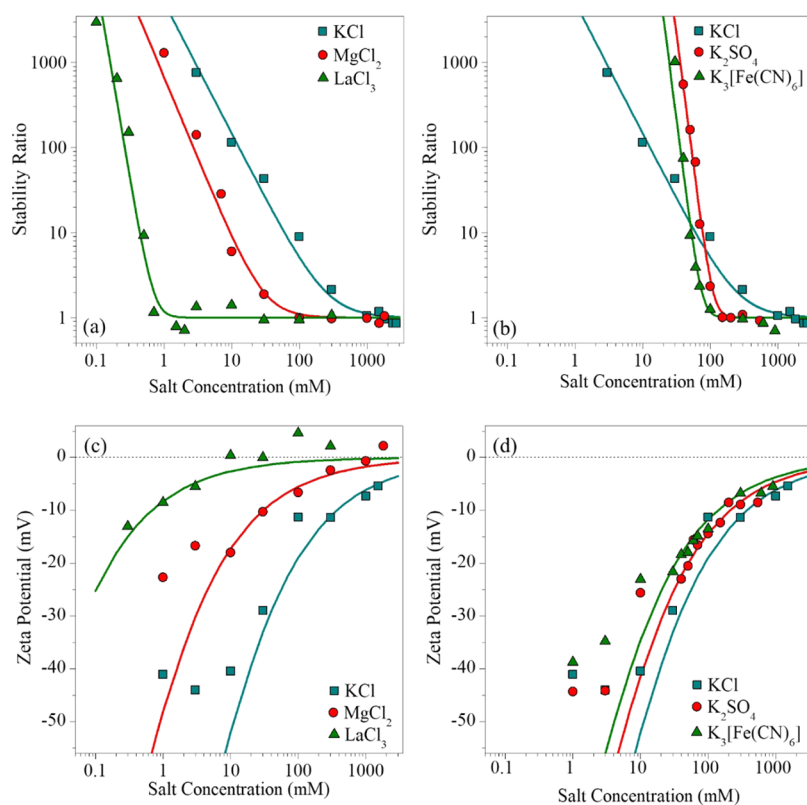 (a)
KCl
MgCl₂
LaCl₃
Stability Ratio
1000
100
10
1
0.1
1
10
100
1000
Salt Concentration (mM)
(b)
KCl
K₂SO₄
K₃[Fe(CN)₆]
Stability Ratio
1000
100
10
1
0.1
1
10
100
1000
Salt Concentration (mM)
(c)
KCl
MgCl₂
LaCl₃
Zeta Potential (mV)
0
-10
-20
-30
-40
-50
0.1
1
10
100
1000
Salt Concentration (mM)
(d)
KCl
K₂SO₄
K₃[Fe(CN)₆]
Zeta Potential (mV)
0
-10
-20
-30
-40
-50
0.1
1
10
100
1000
Salt Concentration (mM)